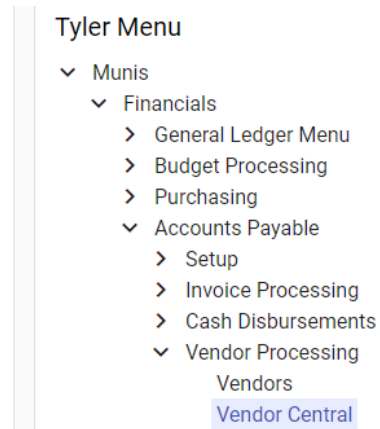 Tyler Menu
Munis
Financials
General Ledger Menu
Budget Processing
Purchasing
Accounts Payable
Setup
Invoice Processing
Cash Disbursements
Vendor Processing
Vendors
Vendor Central